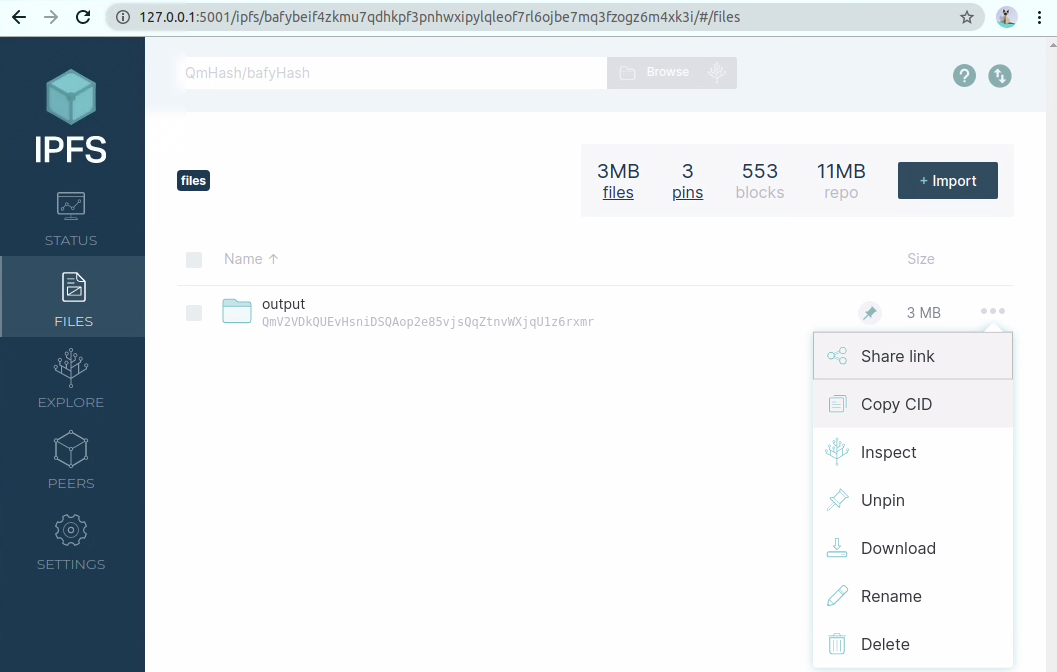 127.0.0.1:5001/ipfs/bafybeif4zkmu7qdhkpf3pnhwxipylqleof7rl6ojbe7mq3fzogz6m4xk3i/#/files
IPFS
STATUS
FILES
EXPLORE
PEERS
SETTINGS
QmHash/bafyHash
Browse
?
files
3MB files
3 pins
553 blocks
11MB repo
+ Import
Name ↑ Size
output
QmV2VDkQUEvHsniDSQAop2e85vjsQqZtnvWXjqU1z6rxmr
3 MB
Share link
Copy CID
Inspect
Unpin
Download
Rename
Delete